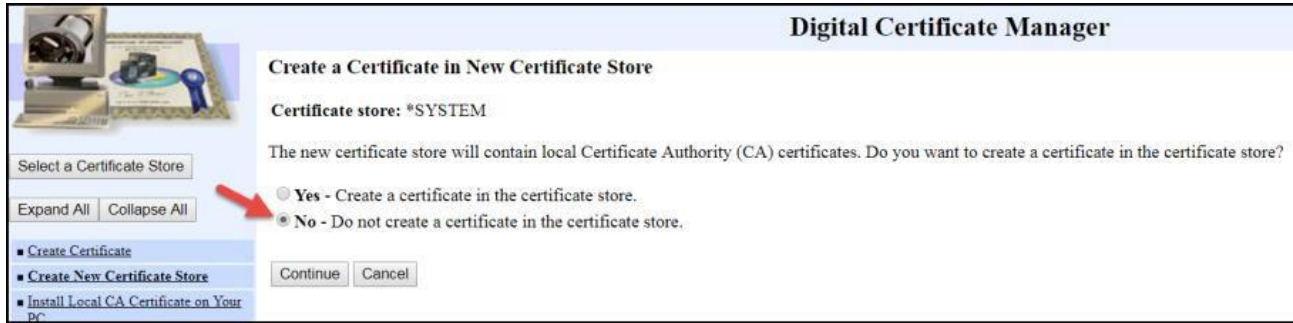 Digital Certificate Manager
Select a Certificate Store
Expand All Collapse All
Create Certificate
Create New Certificate Store
Install Local CA Certificate on Your
PC
Create a Certificate in New Certificate Store
Certificate store: *SYSTEM
The new certificate store will contain local Certificate Authority (CA) certificates. Do you want to create a certificate in the certificate store?
Yes - Create a certificate in the certificate store.
No - Do not create a certificate in the certificate store.
Continue Cancel